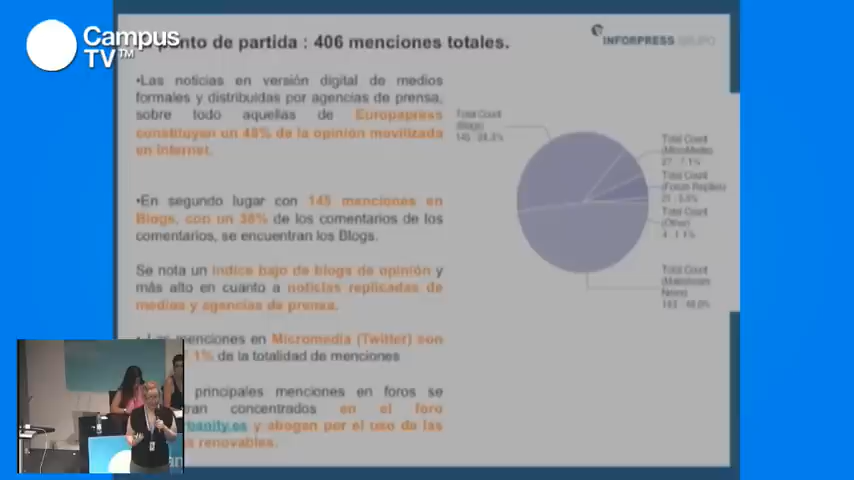 Campus
TV™
punto de partida : 406 menciones totales.
INFORPRESS GRUPO
•Las noticias en versión digital de medios
formales y distribuidas por agencias de prensa,
sobre todo aquellas de Europapress
constituyen un 48% de la opinión movilizada
en Internet.
•En segundo lugar con 145 menciones en
Blogs, con un 36% de los comentarios de los
comentarios, se encuentran los Blogs.
Se nota un índice bajo de blogs de opinión y
más alto en cuanto a noticias replicadas de
medios y agencias de prensa.
menciones en Micromedia (Twitter) son
1% de la totalidad de menciones
principales menciones en foros se
concentrados en el foro
y abogan por el uso de las
renovables.
Total Count
(Blogs)
Total Count
(MicroMedia)
Total Count
(Forum Replies)
Total Count
(Other)
Total Count
(Mainstream
News)